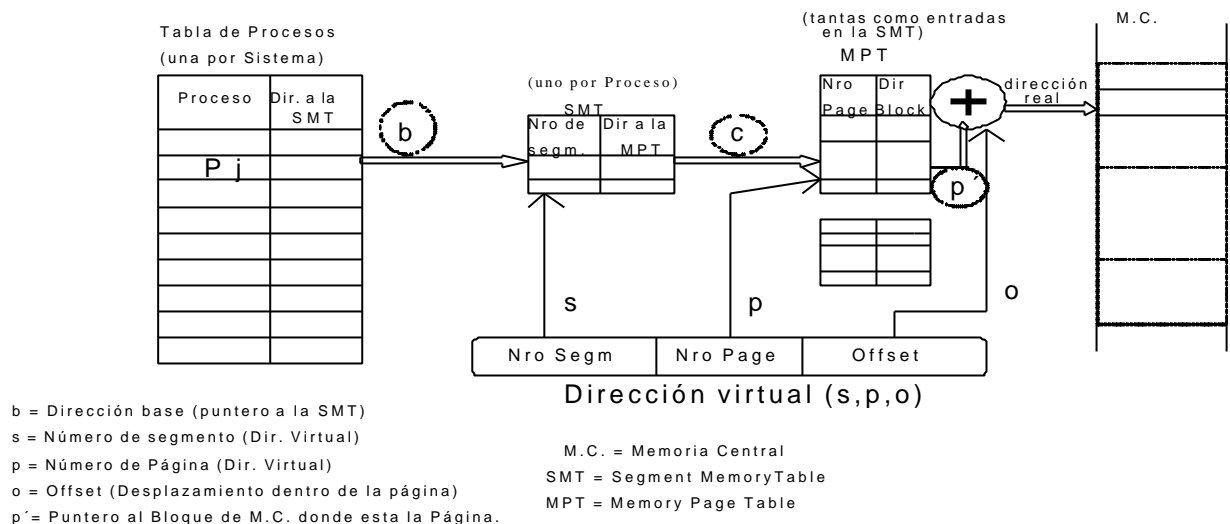 Tabla de Procesos
(una por Sistema)
Proceso
Dir. a la
SMT
P j
b
(uno por Proceso)
SMT
Nro de
segm.
Dir a la
MPT
c
(tantas como entradas
en la SMT)
MPT
Nro
Page
Dir
Block
+
dirección
real
p´
M.C.
s
p
o
Nro Segm
Nro Page
Offset
Dirección virtual (s,p,o)
b = Dirección base (puntero a la SMT)
s = Número de segmento (Dir. Virtual)
p = Número de Página (Dir. Virtual)
o = Offset (Desplazamiento dentro de la página)
p´= Puntero al Bloque de M.C. donde esta la Página.
M.C. = Memoria Central
SMT = Segment MemoryTable
MPT = Memory Page Table